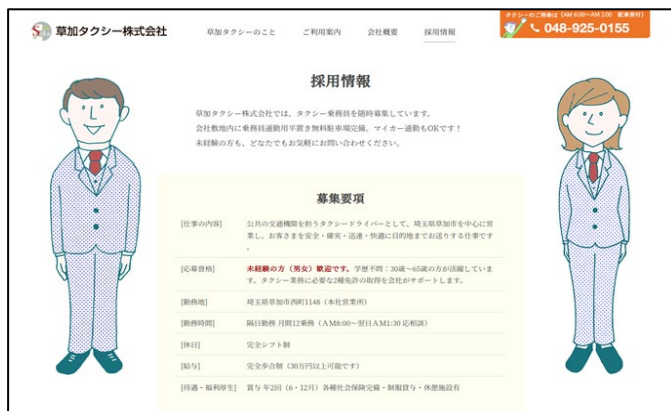 草加タクシー株式会社
草加タクシーのこと ご利用案内 会社概要 採用情報
タクシーのご用命は（AM 6:00〜AM 2:00 配車受付）
048-925-0155
採用情報
草加タクシー株式会社では、タクシー乗務員を随時募集しています。
会社敷地内に乗務員通勤用平置き無料駐車場完備。マイカー通勤もOKです！
未経験の方も、どなたでもお気軽にお問い合わせください。
募集要項
[仕事の内容] 公共の交通機関を担うタクシードライバーとして、埼玉県草加市を中心に営
業し、お客さまを安全・確実・迅速・快適に目的地までお送りする仕事です
。
[応募資格] 未経験の方（男女）歓迎です。学歴不問：30歳〜65歳の方が活躍していま
す。タクシー業務に必要な2種免許の取得を会社がサポートします。
[勤務地] 埼玉県草加市西町1148（本社営業所）
[勤務時間] 隔日勤務 月間12乗務（ＡＭ8:00〜翌日ＡＭ1:30 応相談）
[休日] 完全シフト制
[給与] 完全歩合制（30万円以上可能です）
[待遇・福利厚生] 賞与 年2回（6・12月）各種社会保険完備・制服貸与・休憩施設有